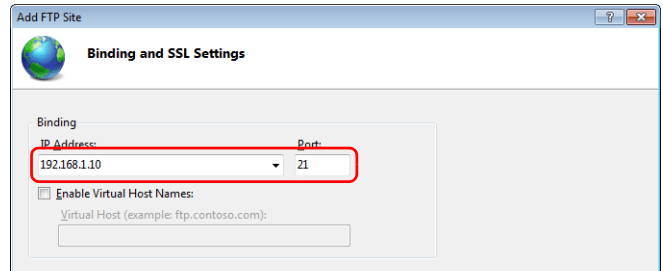 Add FTP Site
Binding and SSL Settings
Binding
IP Address: Port:
192.168.1.10 21
Enable Virtual Host Names:
Virtual Host (example: ftp.contoso.com):